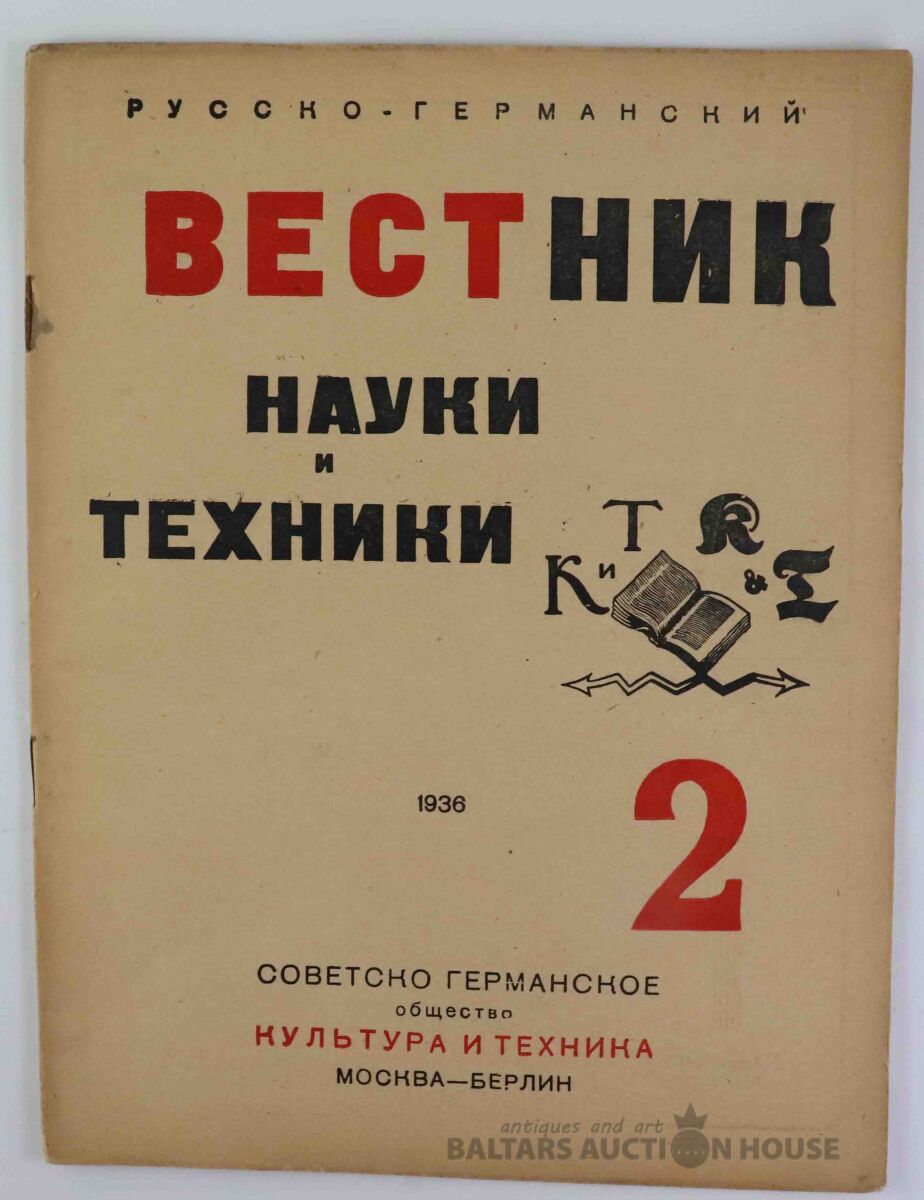 РУССКО-ГЕРМАНСКИЙ
ВЕСТНИК
НАУКИ
И
ТЕХНИКИ
К и Т K & T
1936
2
СОВЕТСКО ГЕРМАНСКОЕ
общество
КУЛЬТУРА И ТЕХНИКА
МОСКВА—БЕРЛИН
antiques and art
BALTARS AUCTION HOUSE